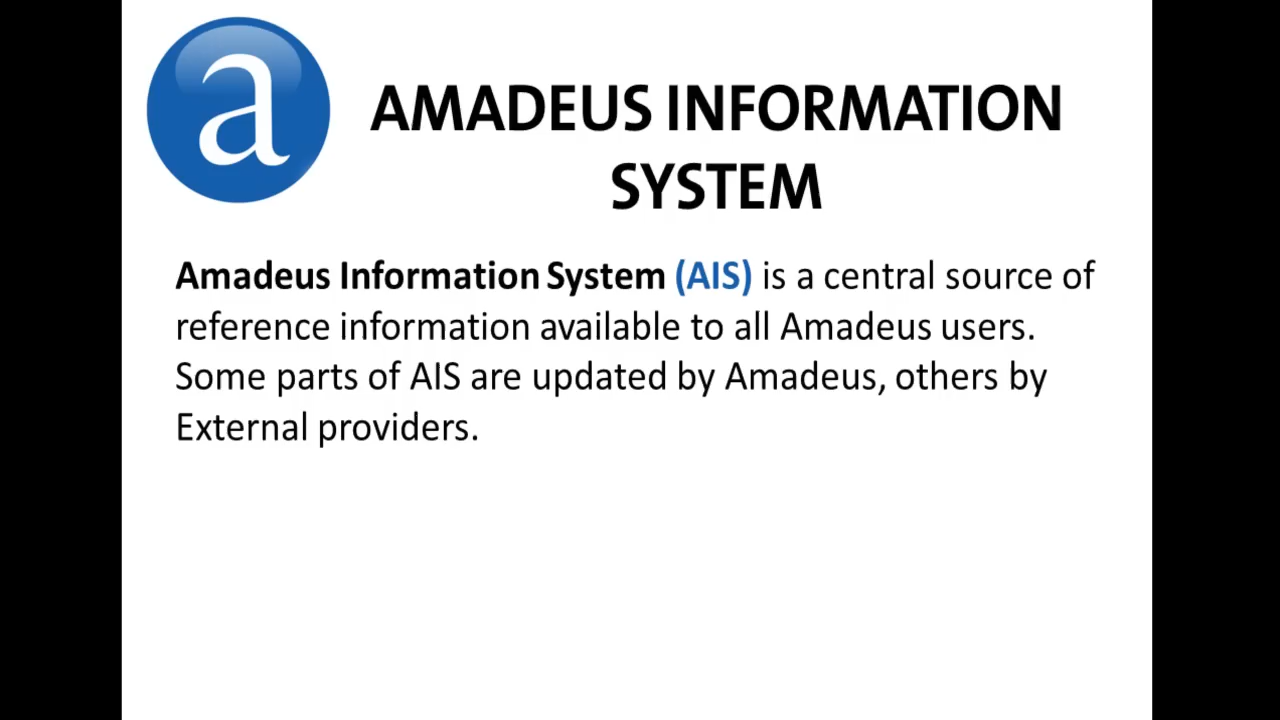 a
AMADEUS INFORMATION
SYSTEM
Amadeus Information System (AIS) is a central source of
reference information available to all Amadeus users.
Some parts of AIS are updated by Amadeus, others by
External providers.